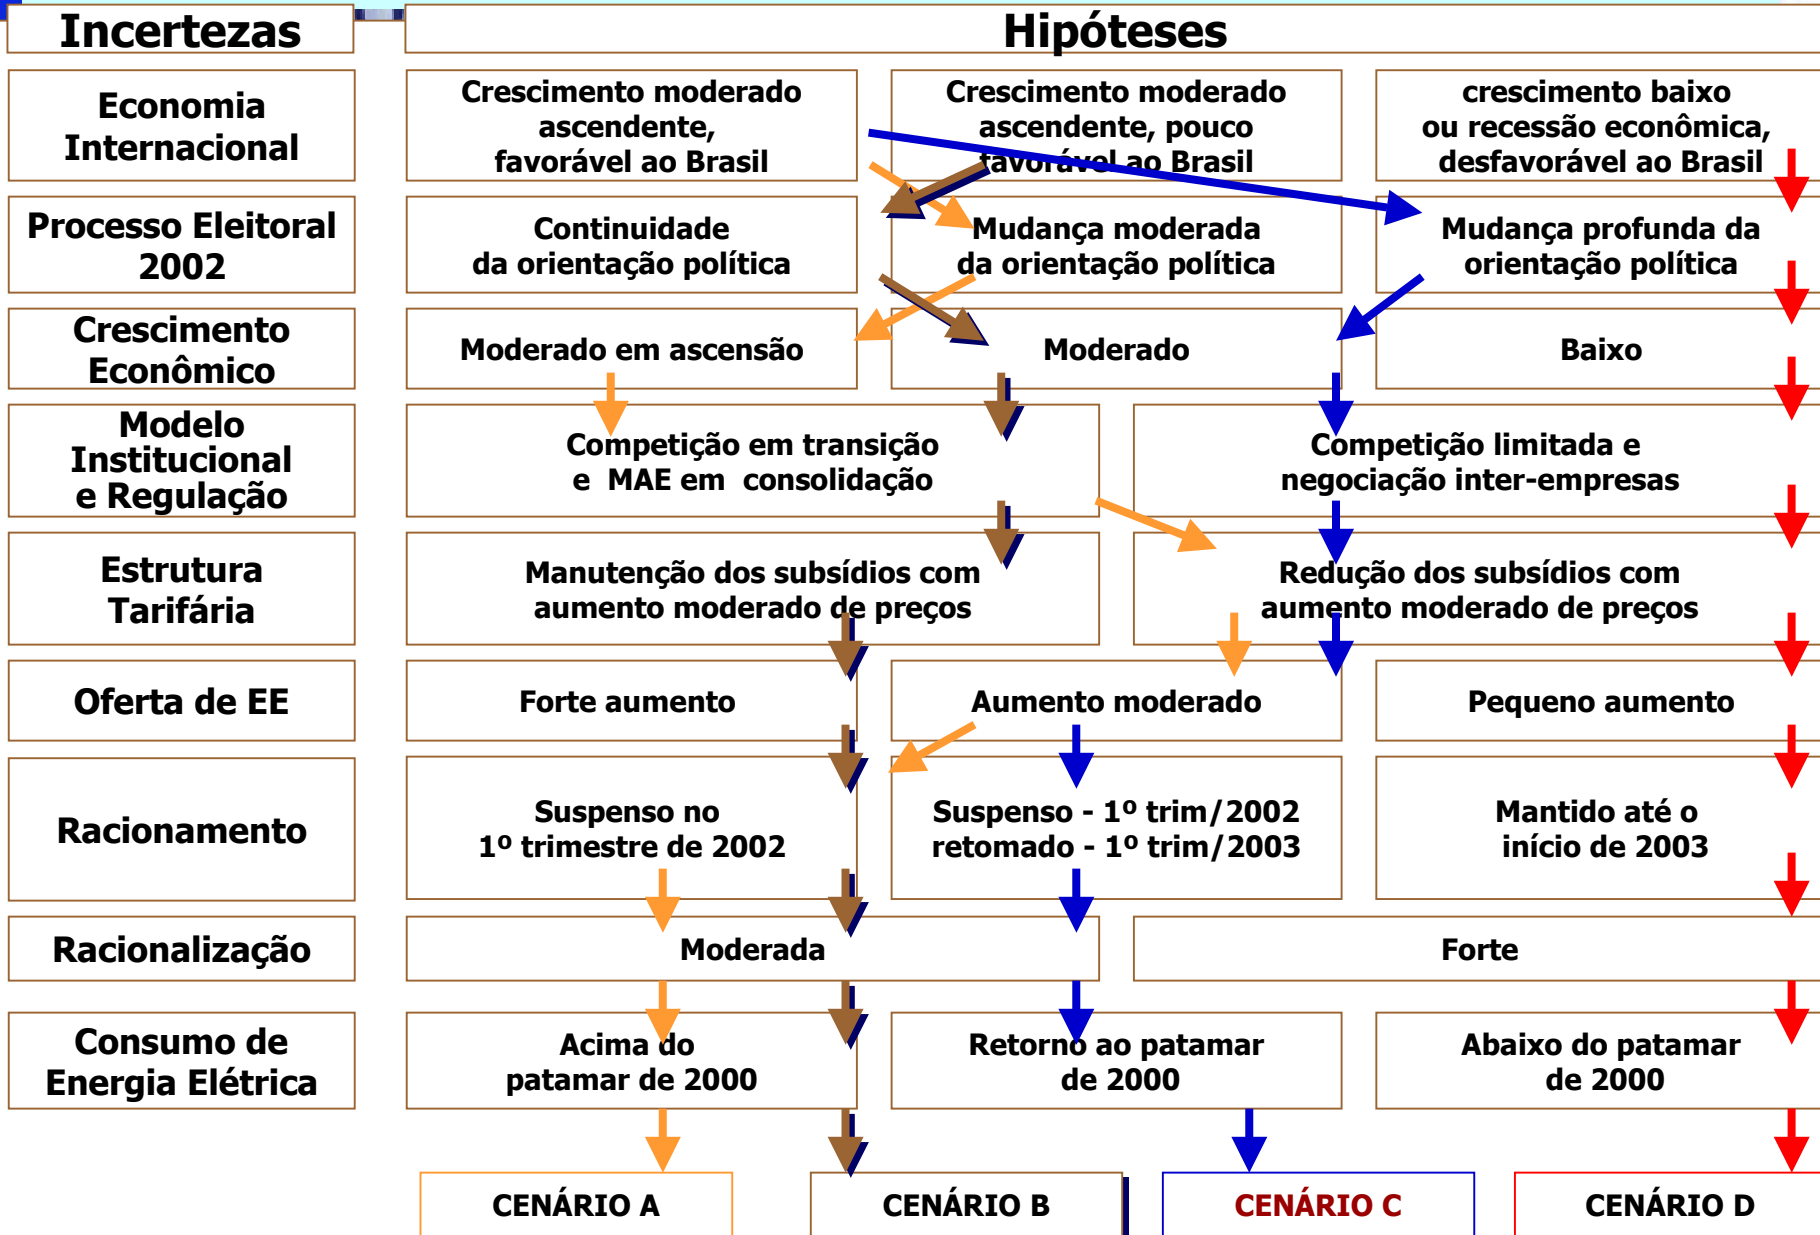 Incertezas
Hipóteses
Economia
Internacional
Crescimento moderado
ascendente,
favorável ao Brasil
Crescimento moderado
ascendente, pouco
favorável ao Brasil
crescimento baixo
ou recessão econômica,
desfavorável ao Brasil
Processo Eleitoral
2002
Continuidade
da orientação política
Mudança moderada
da orientação política
Mudança profunda da
orientação política
Crescimento
Econômico
Moderado em ascensão
Moderado
Baixo
Modelo
Institucional
e Regulação
Competição em transição
e MAE em consolidação
Competição limitada e
negociação inter-empresas
Estrutura
Tarifária
Manutenção dos subsídios com
aumento moderado de preços
Redução dos subsídios com
aumento moderado de preços
Oferta de EE
Forte aumento
Aumento moderado
Pequeno aumento
Racionamento
Suspenso no
1º trimestre de 2002
Suspenso - 1º trim/2002
retomado - 1º trim/2003
Mantido até o
início de 2003
Racionalização
Moderada
Forte
Consumo de
Energia Elétrica
Acima do
patamar de 2000
Retorno ao patamar
de 2000
Abaixo do patamar
de 2000
CENÁRIO A
CENÁRIO B
CENÁRIO C
CENÁRIO D